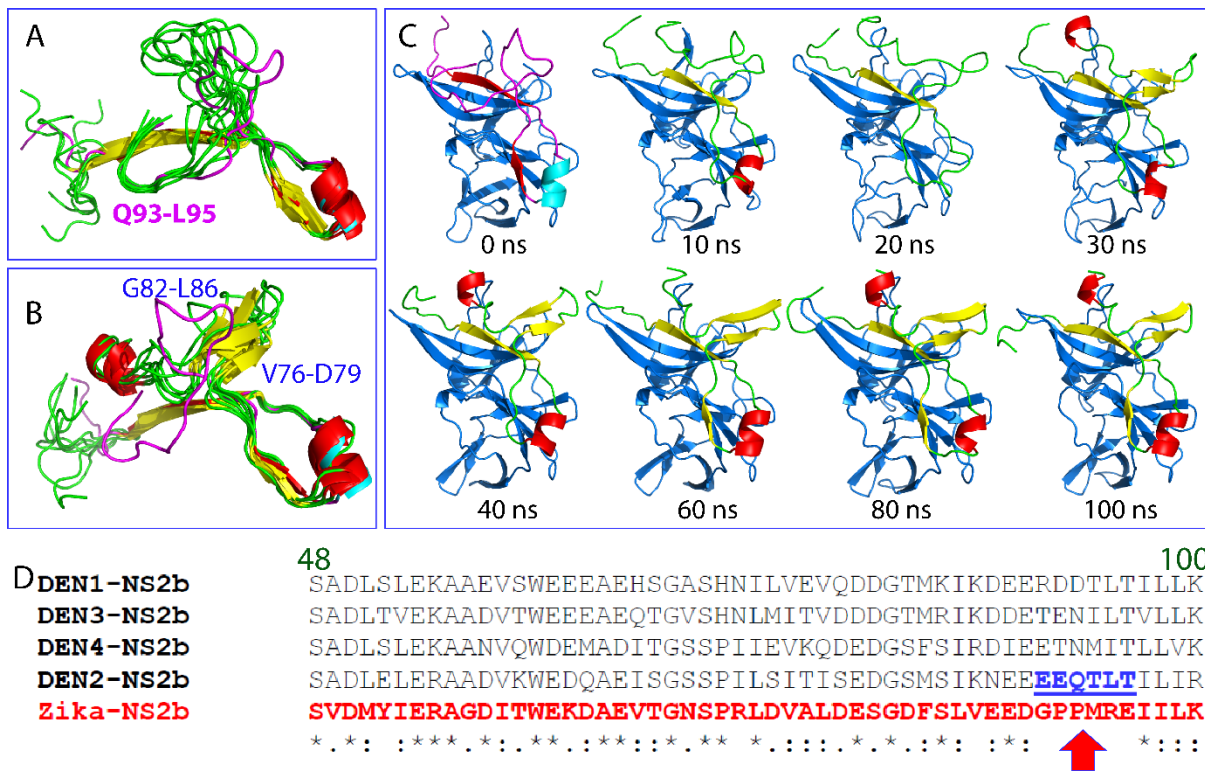 A
Q93-L95
B
G82-L86
V76-D79
C
0 ns
10 ns
20 ns
30 ns
40 ns
60 ns
80 ns
100 ns
D
48 100
DEN1-NS2b SADLSLEKAAEVSWEEEAEHSGASHNILVEVQDDGTMKIKDEERDDTLTILLK
DEN3-NS2b SADLTVEKAADVTWEEEAEQTGVSHNLMITVDDDGTMRIKDDETENILTVLLK
DEN4-NS2b SADLSLEKAANVQWDEMADITGSSPIIEVKQDEDGSFSIRDIEETNMITLLVK
DEN2-NS2b SADLELERAADVKWEDQAEISGSSPILSITISEDGSMSIKNEEEEQTLTILIR
Zika-NS2b SVDMYIERAGDITWEKDAEVTGNSPRLDVALDESGDFSLVEEDGPPMREIILK